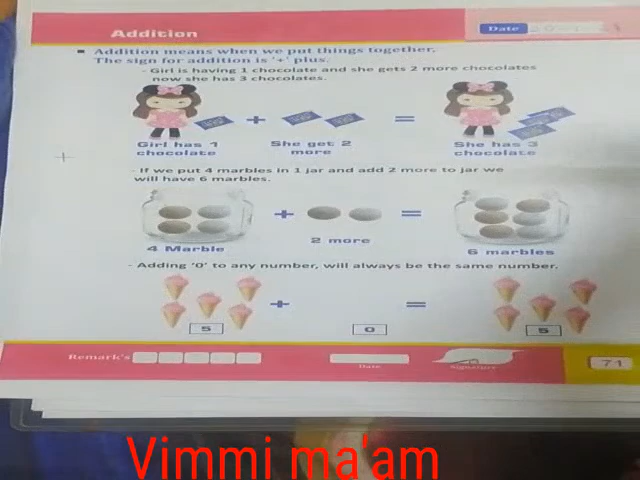 Addition
Date
Addition means when we put things together.
The sign for addition is '+' plus.
- Girl is having 1 chocolate and she gets 2 more chocolates
now she has 3 chocolates.
+ =
Girl has 1 She get 2 She has 3
chocolate more chocolate
- If we put 4 marbles in 1 jar and add 2 more to jar we
will have 6 marbles.
+ =
4 Marble 2 more 6 marbles
- Adding '0' to any number, will always be the same number.
+ =
5 0 5
Remark's Date Signature 71
Vimmi ma'am